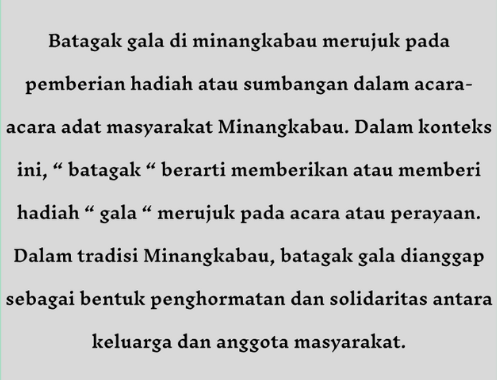 Batagak gala di minangkabau merujuk pada
pemberian hadiah atau sumbangan dalam acara-
acara adat masyarakat Minangkabau. Dalam konteks
ini, “ batagak “ berarti memberikan atau memberi
hadiah “ gala “ merujuk pada acara atau perayaan.
Dalam tradisi Minangkabau, batagak gala dianggap
sebagai bentuk penghormatan dan solidaritas antara
keluarga dan anggota masyarakat.